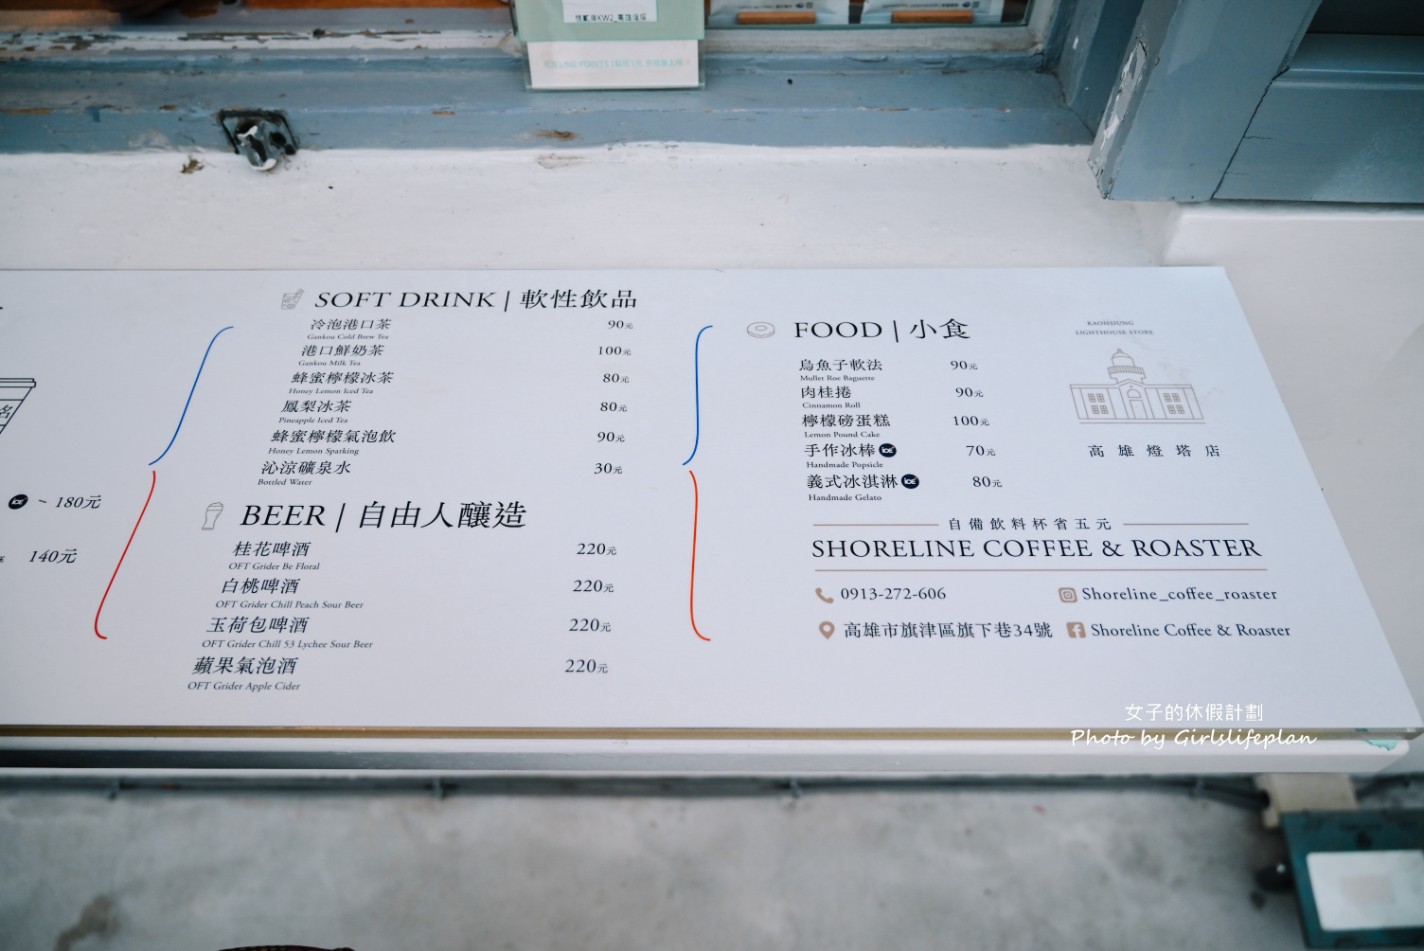 SOFT DRINK | 軟性飲品
冷泡港口茶 90元
Gankou Cold Brew Tea
港口鮮奶茶 100元
Gankou Milk Tea
蜂蜜檸檬冰茶 80元
Honey Lemon Iced Tea
鳳梨冰茶 80元
Pineapple Iced Tea
蜂蜜檸檬氣泡飲 90元
Honey Lemon Sparking
沁涼礦泉水 30元
Bottled Water
BEER | 自由人釀造
桂花啤酒 220元
OFT Grider Be Floral
白桃啤酒 220元
OFT Grider Chill Peach Sour Beer
玉荷包啤酒 220元
OFT Grider Chill 53 Lychee Sour Beer
蘋果氣泡酒 220元
OFT Grider Apple Cider
ICE ~ 180元
140元
FOOD | 小食
烏魚子軟法 90元
Mullet Roe Baguette
肉桂捲 90元
Cinnamon Roll
檸檬磅蛋糕 100元
Lemon Pound Cake
手作冰棒 ICE 70元
Handmade Popsicle
義式冰淇淋 ICE 80元
Handmade Gelato
KAOHSIUNG
LIGHTHOUSE STORE
高雄燈塔店
自備飲料杯省五元
SHORELINE COFFEE & ROASTER
0913-272-606
Shoreline_coffee_roaster
高雄市旗津區旗下巷34號
Shoreline Coffee & Roaster
女子的休假計劃
Photo by Girlslifeplan